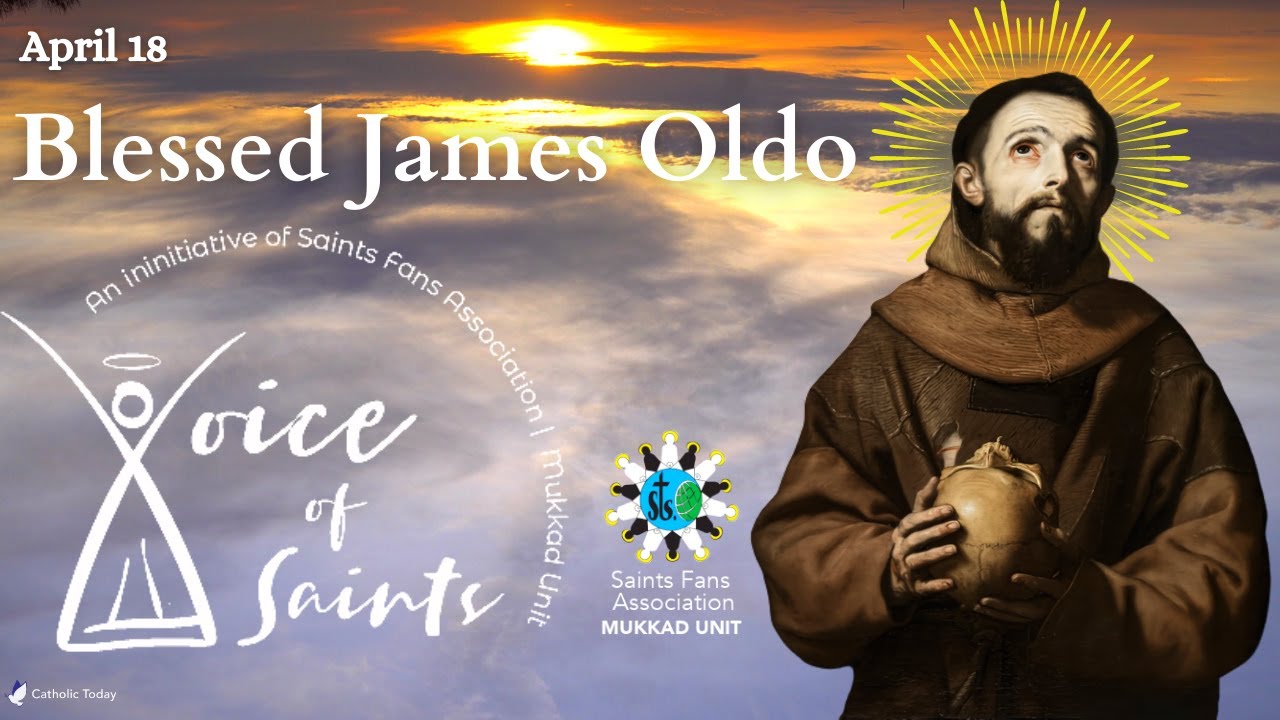 April 18
Blessed James Oldo
An ininitiative of Saints Fans Association | Mukkad Unit
Voice
of
Saints
sts.
Saints Fans
Association
MUKKAD UNIT
Catholic Today